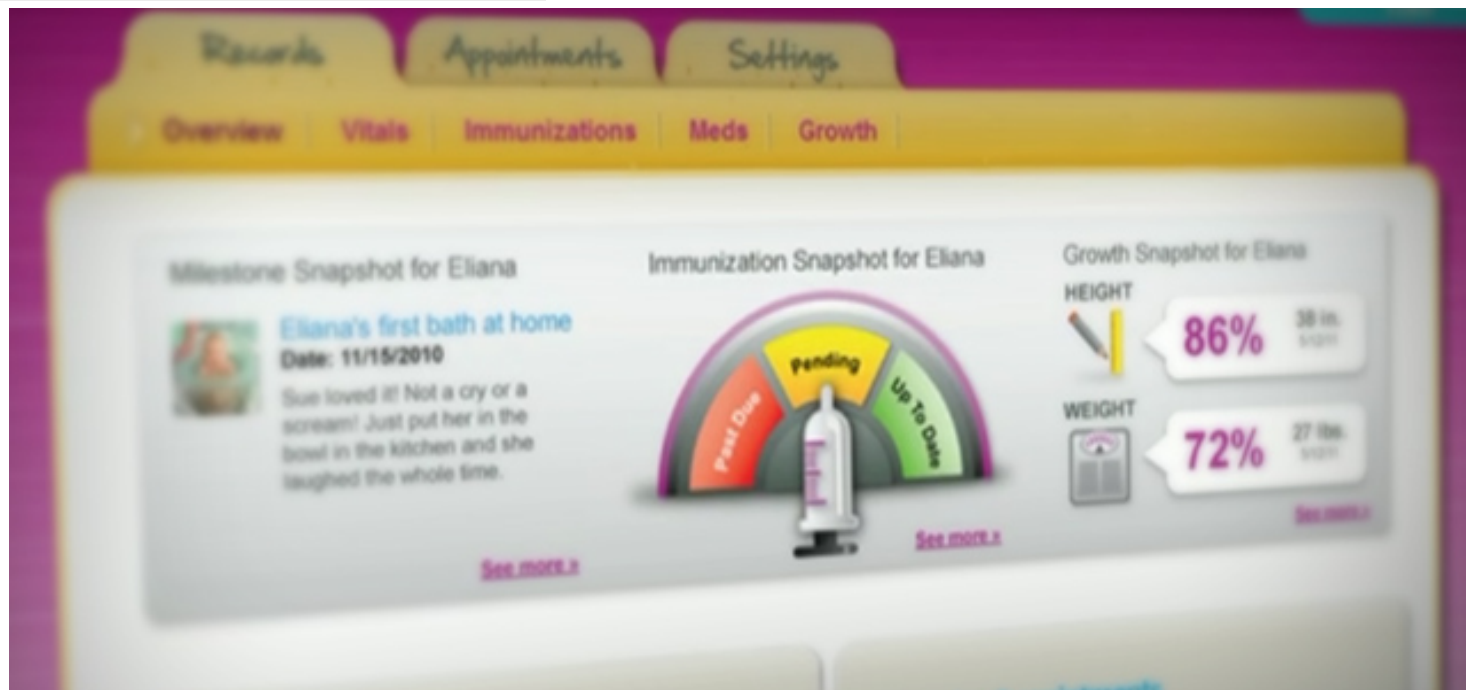 Records
Appointments
Settings
Overview
Vitals
Immunizations
Meds
Growth
Milestone Snapshot for Eliana
Eliana's first bath at home
Date: 11/15/2010
Sue loved it! Not a cry or a
scream! Just put her in the
bowl in the kitchen and she
laughed the whole time.
See more »
Immunization Snapshot for Eliana
Past Due
Pending
Up To Date
See more »
Growth Snapshot for Eliana
HEIGHT
86%
38 in.
WEIGHT
72%
27 lbs.
See more »